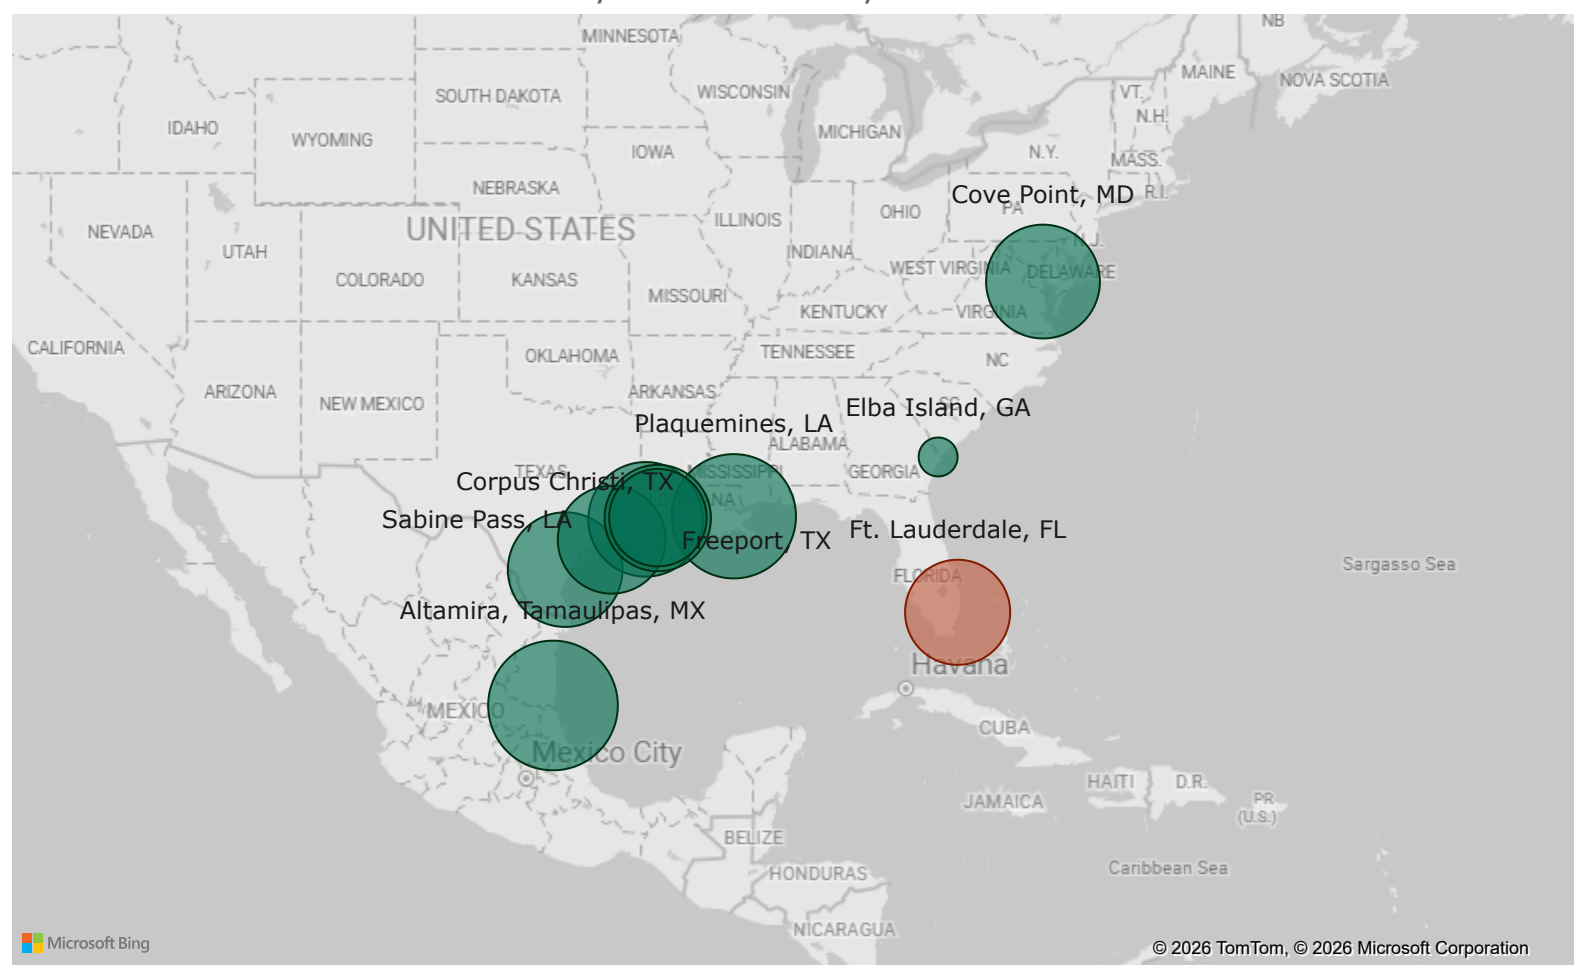 NB
MINNESOTA
MAINE
NOVA SCOTIA
SOUTH DAKOTA
WISCONSIN
VT.
N.H.
IDAHO
WYOMING
MICHIGAN
IOWA
N.Y.
MASS.
NEBRASKA
R.I.
Cove Point, MD
PA
NEVADA
UNITED STATES
ILLINOIS
OHIO
N.J.
UTAH
INDIANA
COLORADO
KANSAS
WEST VIRGINIA
DELAWARE
MISSOURI
KENTUCKY
VIRGINIA
CALIFORNIA
OKLAHOMA
TENNESSEE
NC
ARIZONA
NEW MEXICO
ARKANSAS
SC
Elba Island, GA
Plaquemines, LA
ALABAMA
TEXAS
MISSISSIPPI
GEORGIA
Corpus Christi, TX
Sabine Pass, LA
Freeport, TX
Ft. Lauderdale, FL
FLORIDA
Sargasso Sea
Altamira, Tamaulipas, MX
Havana
MEXICO
CUBA
Mexico City
HAITI
D.R.
JAMAICA
PR
(U.S.)
BELIZE
HONDURAS
Caribbean Sea
NICARAGUA
Microsoft Bing
© 2026 TomTom, © 2026 Microsoft Corporation